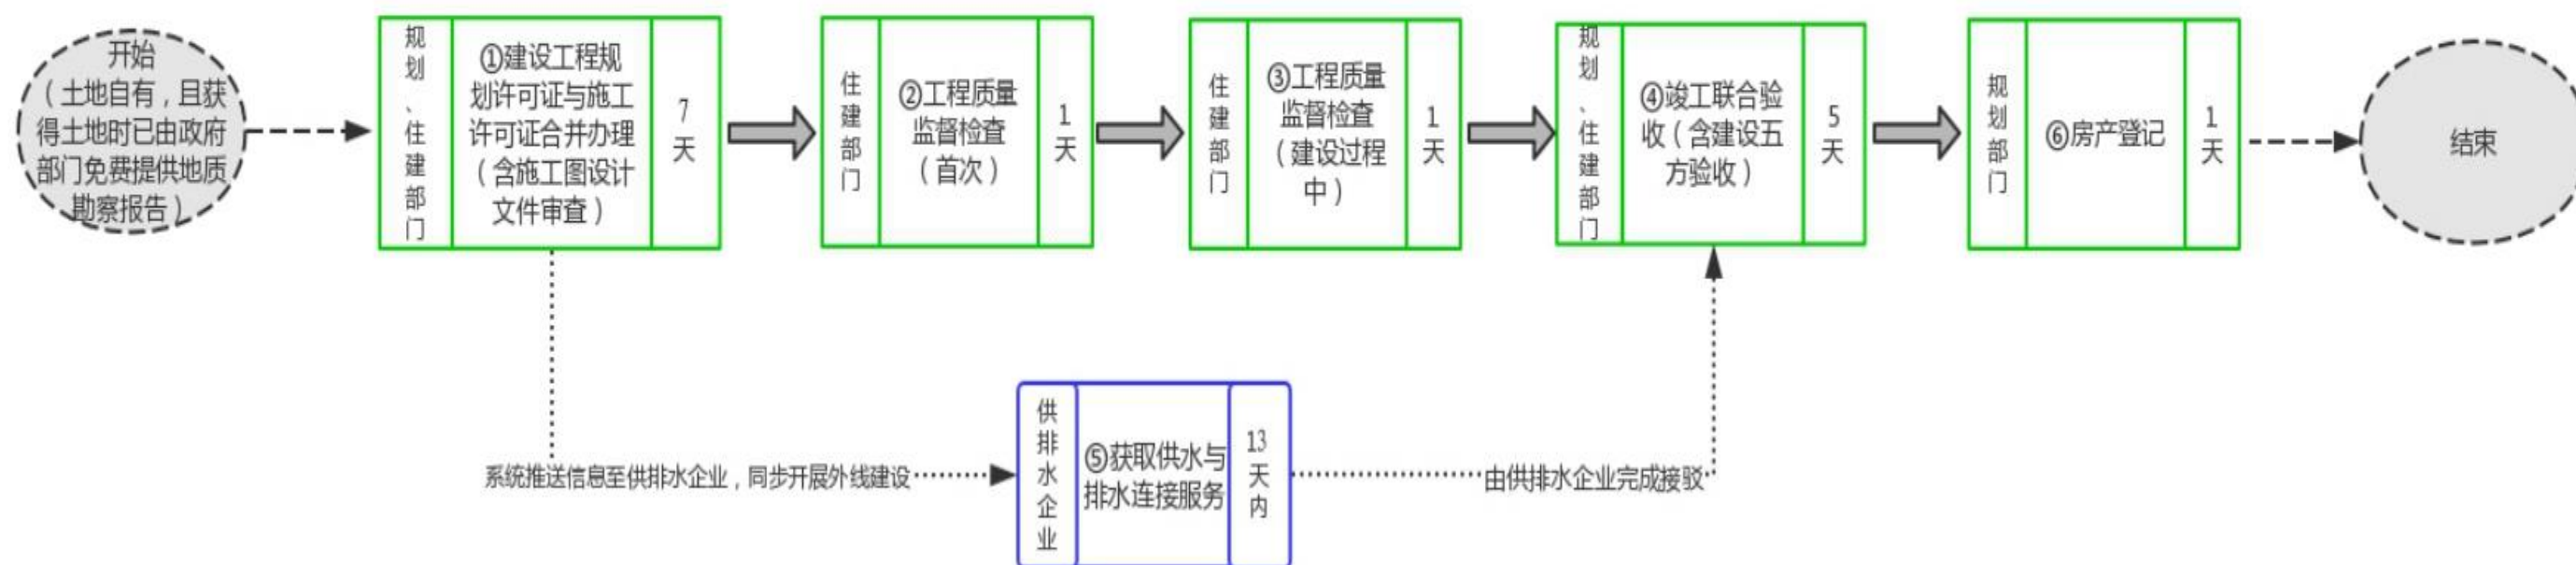 开始
（土地自有，且获
得土地时已由政府
部门免费提供地质
勘察报告）
规
划
、
住
建
部
门
①建设工程规
划许可证与施工
许可证合并办理
（含施工图设计
文件审查）
7
天
住
建
部
门
②工程质量
监督检查
（首次）
1
天
住
建
部
门
③工程质量
监督检查
（建设过程
中）
1
天
规
划
、
住
建
部
门
④竣工联合验
收（含建设五
方验收）
5
天
规
划
部
门
⑥房产登记
1
天
结束
系统推送信息至供排水企业，同步开展外线建设
供
排
水
企
业
⑤获取供水与
排水连接服务
13
天
内
由供排水企业完成接驳